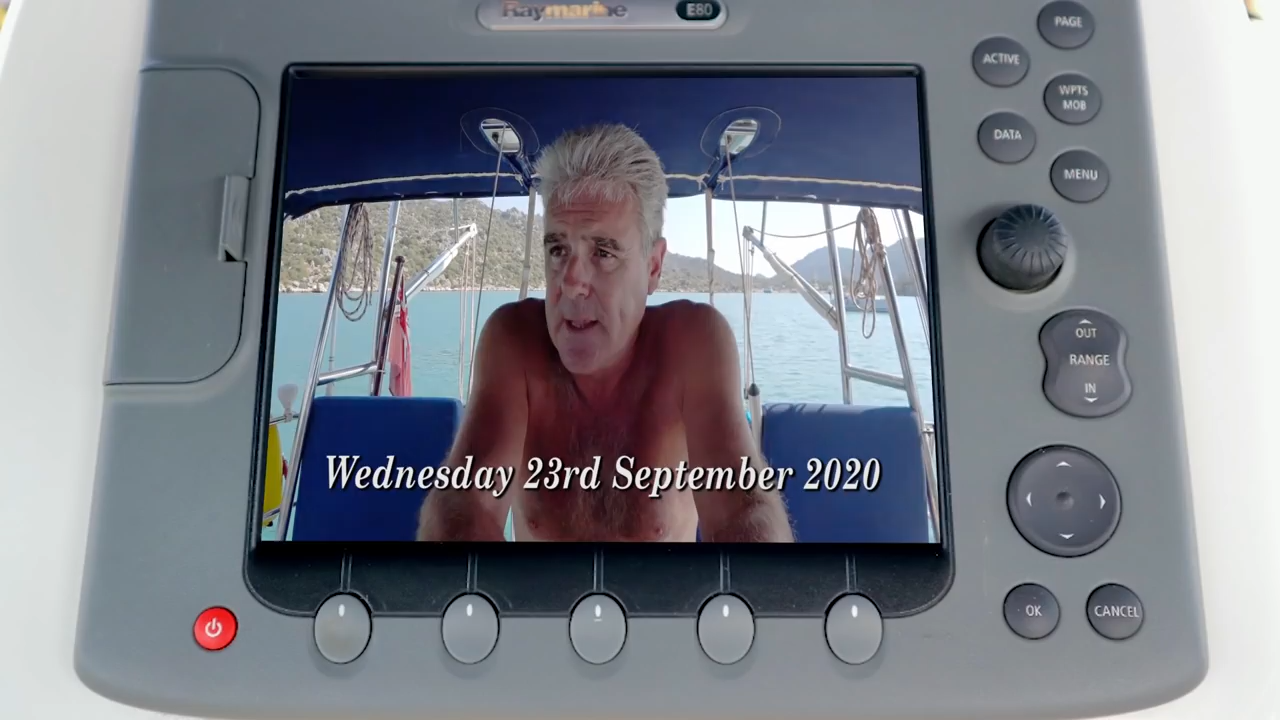 Raymarine E80
PAGE
ACTIVE
WPTS
MOB
DATA
MENU
OUT
RANGE
IN
Wednesday 23rd September 2020
OK
CANCEL